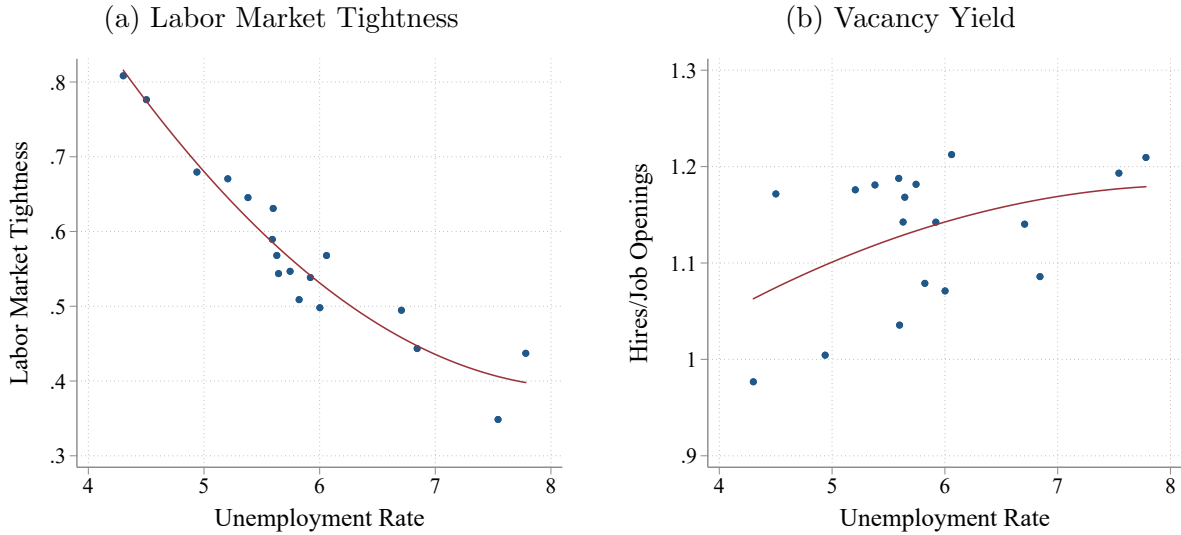 (a) Labor Market Tightness
Labor Market Tightness
.8
.7
.6
.5
.4
.3
4 5 6 7 8
Unemployment Rate
(b) Vacancy Yield
Hires/Job Openings
1.3
1.2
1.1
1
.9
4 5 6 7 8
Unemployment Rate